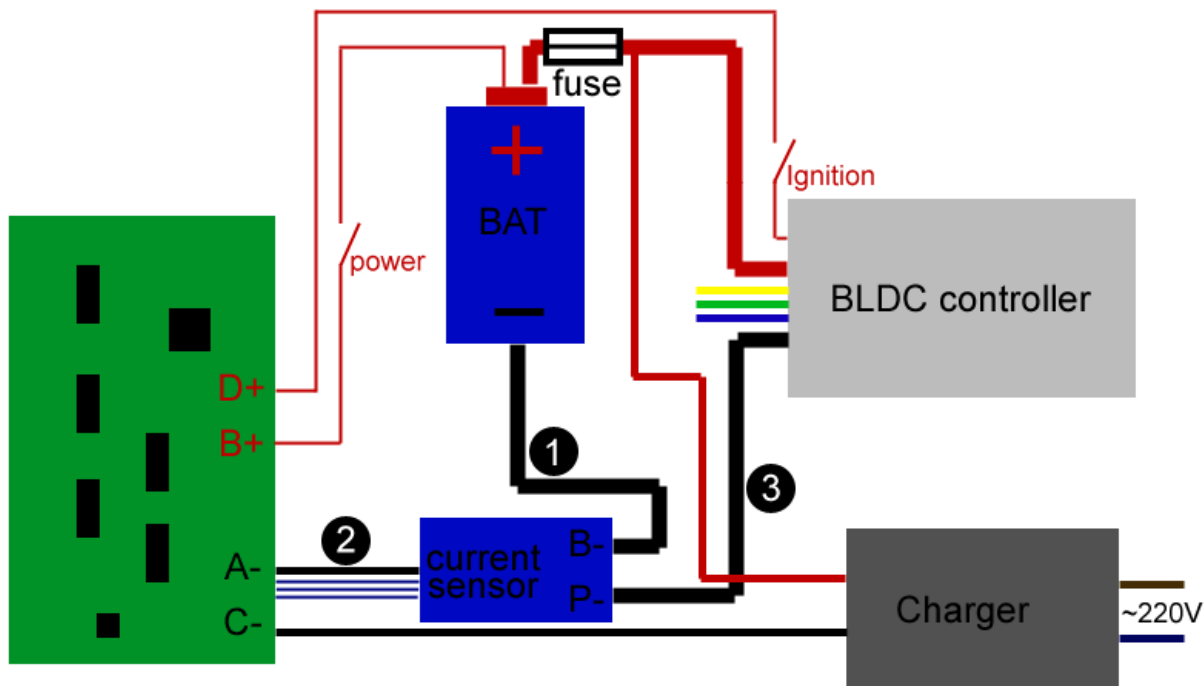 fuse
+
Ignition
BAT
power
BLDC controller
D+
B+
1
3
2
A-
current
sensor
B-
P-
C-
Charger
~220V